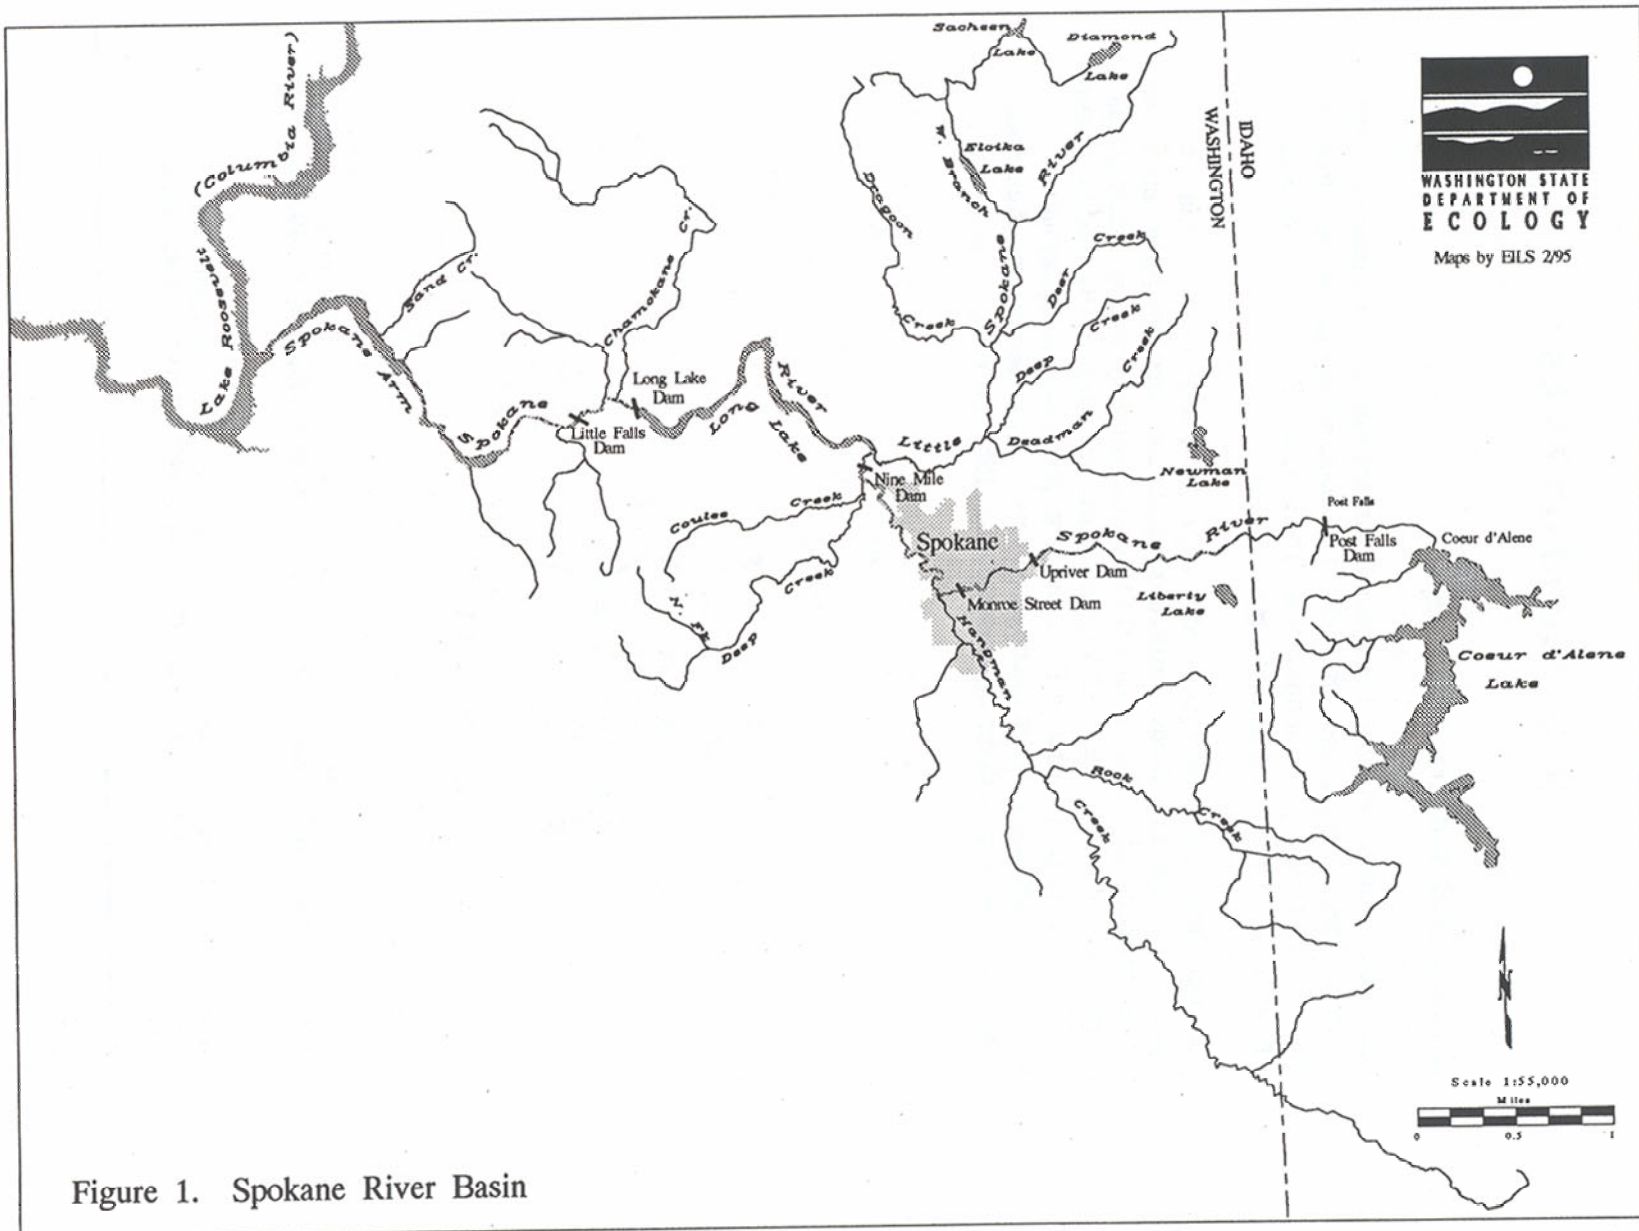 Sacheen
Lake
Diamond
Lake
(Columbia River)
IDAHO
WASHINGTON
WASHINGTON STATE
DEPARTMENT OF
ECOLOGY
Maps by EILS 2/95
W. Branch
Eloika
Lake
River
Dragoon
Creek
Spokane
Deer
Creek
Deep
Creek
Deadman
Creek
Little
Newman
Lake
Lake Roosevelt
Spokane Arm
Sand Cr.
Chamokane Cr.
Long Lake
Dam
Long Lake
River
Spokane
Little Falls
Dam
Nine Mile
Dam
Coulee Creek
Spokane
Spokane River
Post Falls
Post Falls
Dam
Coeur d'Alene
Upriver Dam
Monroe Street Dam
Liberty
Lake
Deep Creek
Hangman
Creek
Rock
Creek
Coeur d'Alene
Lake
N
Scale 1:55,000
Miles
0 0.5 1
Figure 1. Spokane River Basin